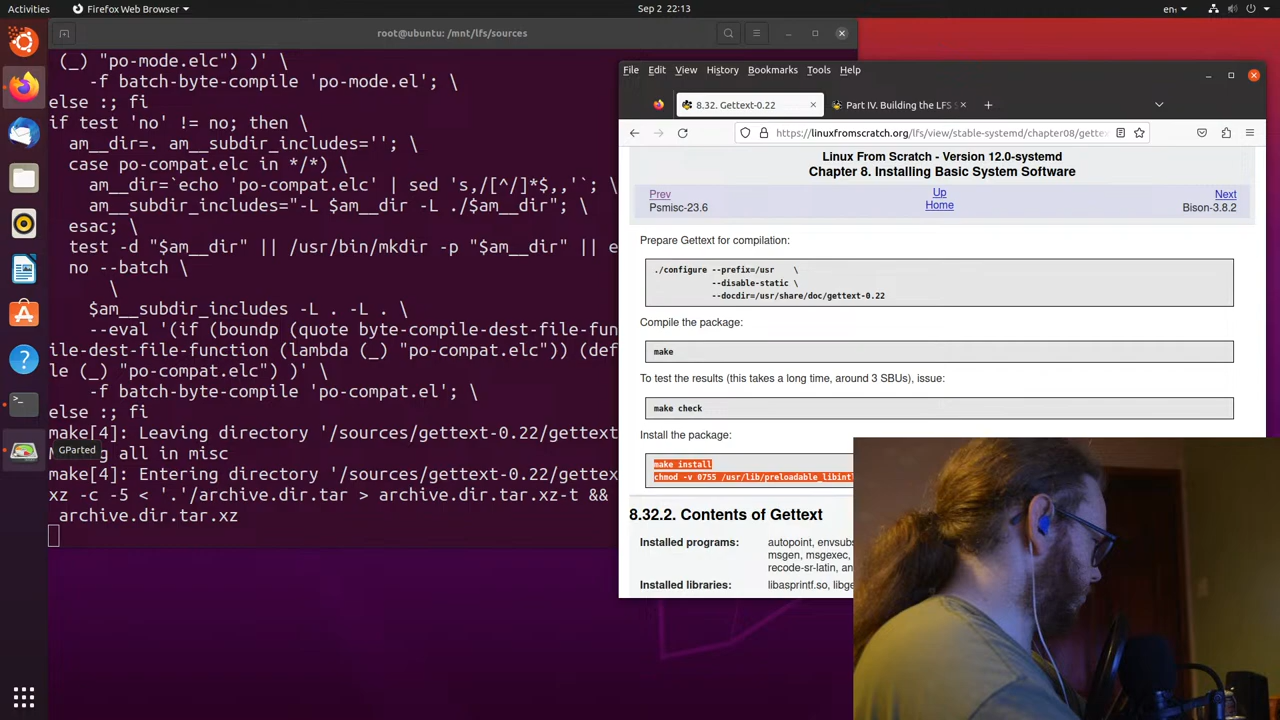 Activities
Firefox Web Browser
Sep 2 22:13
en
root@ubuntu: /mnt/lfs/sources
(_) "po-mode.elc") )' \
-f batch-byte-compile 'po-mode.el'; \
else :; fi
if test 'no' != no; then \
am__dir=. am__subdir_includes=''; \
case po-compat.elc in */*) \
am__dir=`echo 'po-compat.elc' | sed 's,/[^/]*$,,'`; \
am__subdir_includes="-L $am__dir -L ./$am__dir"; \
esac; \
test -d "$am__dir" || /usr/bin/mkdir -p "$am__dir" || e
no --batch \
\
$am__subdir_includes -L . -L . \
--eval '(if (boundp (quote byte-compile-dest-file-fun
ile-dest-file-function (lambda (_) "po-compat.elc")) (def
le (_) "po-compat.elc") )' \
-f batch-byte-compile 'po-compat.el'; \
else :; fi
make[4]: Leaving directory '/sources/gettext-0.22/gettext
all in misc
make[4]: Entering directory '/sources/gettext-0.22/gettext
xz -c -5 < '.'/archive.dir.tar > archive.dir.tar.xz-t &&
archive.dir.tar.xz
GParted
File Edit View History Bookmarks Tools Help
8.32. Gettext-0.22
Part IV. Building the LFS
https://linuxfromscratch.org/lfs/view/stable-systemd/chapter08/gette
Linux From Scratch - Version 12.0-systemd
Chapter 8. Installing Basic System Software
Prev
Psmisc-23.6
Up
Home
Next
Bison-3.8.2
Prepare Gettext for compilation:
./configure --prefix=/usr \
--disable-static \
--docdir=/usr/share/doc/gettext-0.22
Compile the package:
make
To test the results (this takes a long time, around 3 SBUs), issue:
make check
Install the package:
make install
chmod -v 0755 /usr/lib/preloadable_libintl
8.32.2. Contents of Gettext
Installed programs:
autopoint, envsubs
msgen, msgexec,
recode-sr-latin, an
Installed libraries:
libasprintf.so, libge